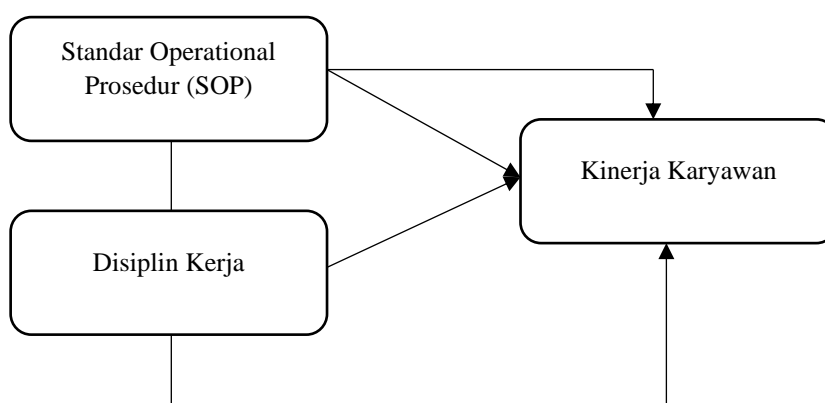 Standar Operational
Prosedur (SOP)
Kinerja Karyawan
Disiplin Kerja